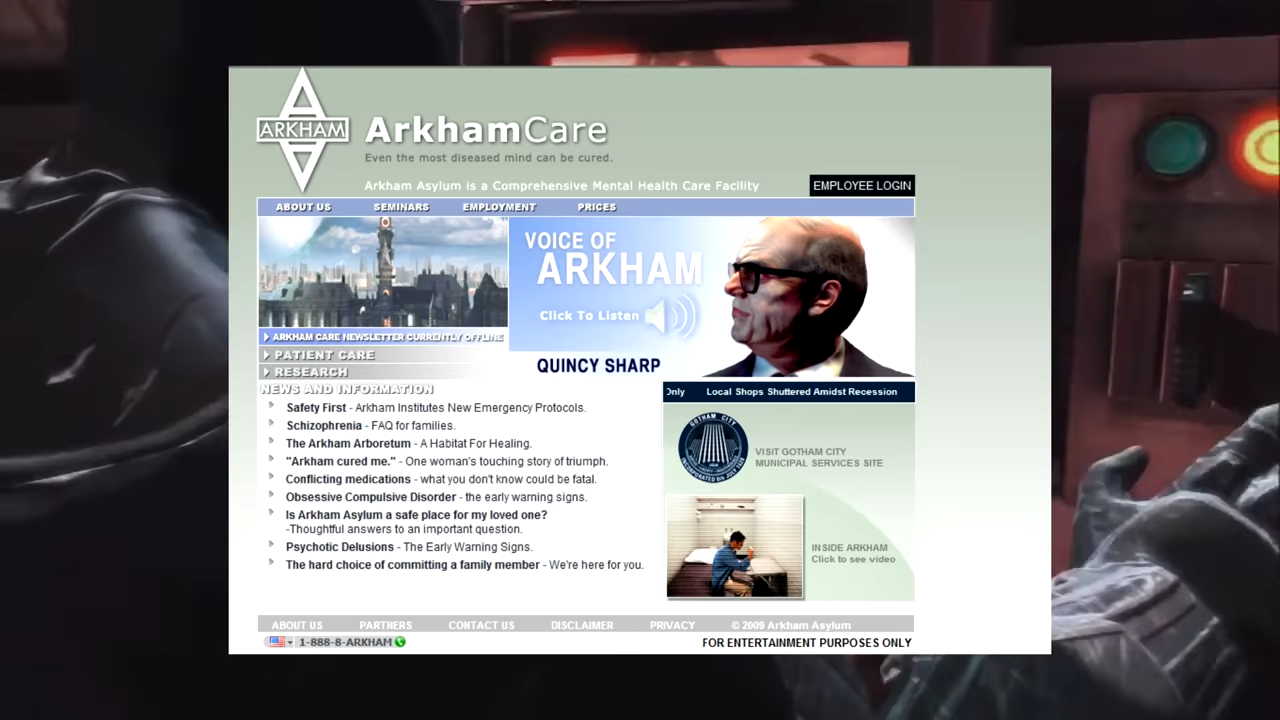 ARKHAM
ArkhamCare
Even the most diseased mind can be cured.
Arkham Asylum is a Comprehensive Mental Health Care Facility
EMPLOYEE LOGIN
ABOUT US SEMINARS EMPLOYMENT PRICES
VOICE OF
ARKHAM
Click To Listen
QUINCY SHARP
ARKHAM CARE NEWSLETTER CURRENTLY OFFLINE
PATIENT CARE
RESEARCH
NEWS AND INFORMATION
Safety First - Arkham Institutes New Emergency Protocols.
Schizophrenia - FAQ for families.
The Arkham Arboretum - A Habitat For Healing.
"Arkham cured me." - One woman's touching story of triumph.
Conflicting medications - what you don't know could be fatal.
Obsessive Compulsive Disorder - the early warning signs.
Is Arkham Asylum a safe place for my loved one?
-Thoughtful answers to an important question.
Psychotic Delusions - The Early Warning Signs.
The hard choice of committing a family member - We're here for you.
Only Local Shops Shuttered Amidst Recession
GOTHAM CITY
VISIT GOTHAM CITY
MUNICIPAL SERVICES SITE
INSIDE ARKHAM
Click to see video
ABOUT US PARTNERS CONTACT US DISCLAIMER PRIVACY © 2009 Arkham Asylum
1-888-8-ARKHAM
FOR ENTERTAINMENT PURPOSES ONLY